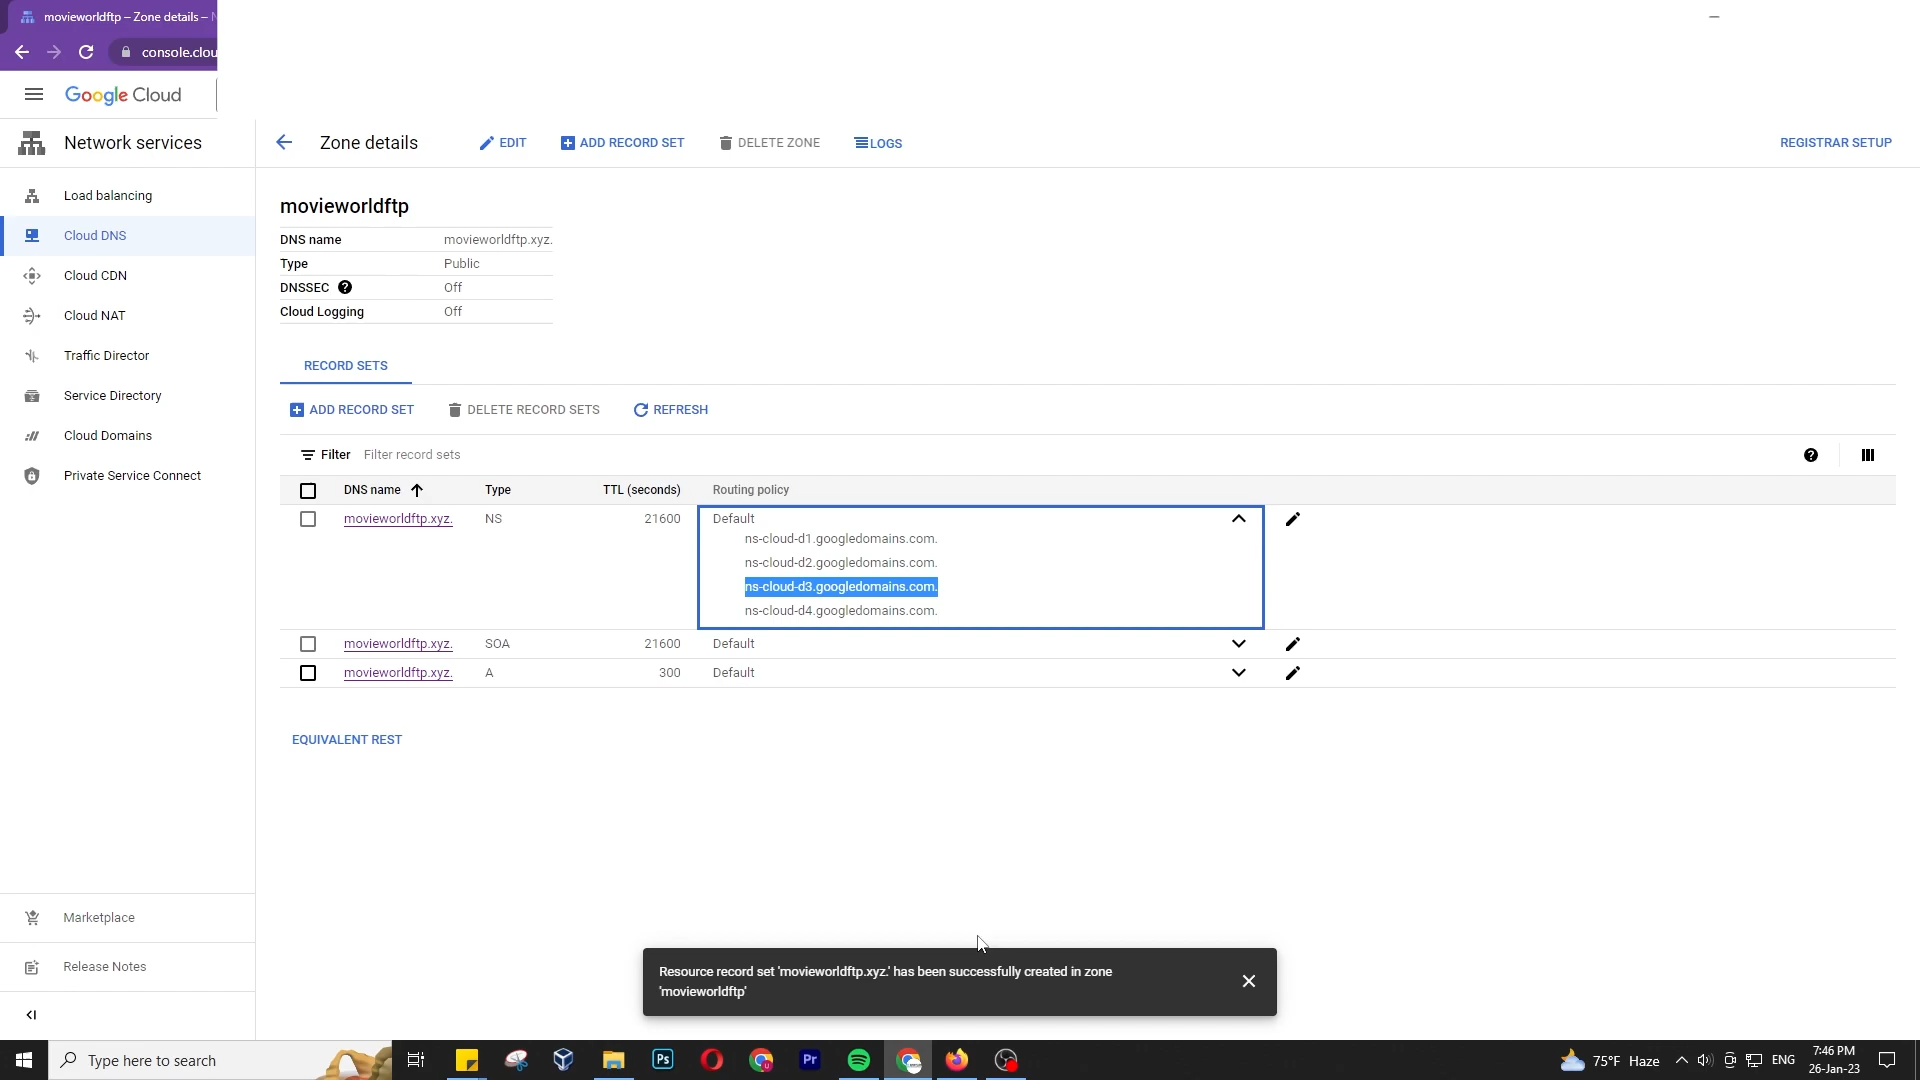 movieworldftp – Zone details –
console.clou
Google Cloud
Network services
Zone details
EDIT
ADD RECORD SET
DELETE ZONE
LOGS
REGISTRAR SETUP
Load balancing
Cloud DNS
Cloud CDN
Cloud NAT
Traffic Director
Service Directory
Cloud Domains
Private Service Connect
movieworldftp
DNS name movieworldftp.xyz.
Type Public
DNSSEC Off
Cloud Logging Off
RECORD SETS
ADD RECORD SET DELETE RECORD SETS REFRESH
Filter Filter record sets
DNS name Type TTL (seconds) Routing policy
movieworldftp.xyz. NS 21600 Default
ns-cloud-d1.googledomains.com.
ns-cloud-d2.googledomains.com.
ns-cloud-d3.googledomains.com.
ns-cloud-d4.googledomains.com.
movieworldftp.xyz. SOA 21600 Default
movieworldftp.xyz. A 300 Default
EQUIVALENT REST
Marketplace
Release Notes
Resource record set 'movieworldftp.xyz.' has been successfully created in zone
'movieworldftp'
Type here to search
Ps
Pr
75°F Haze
ENG
7:46 PM
26-Jan-23